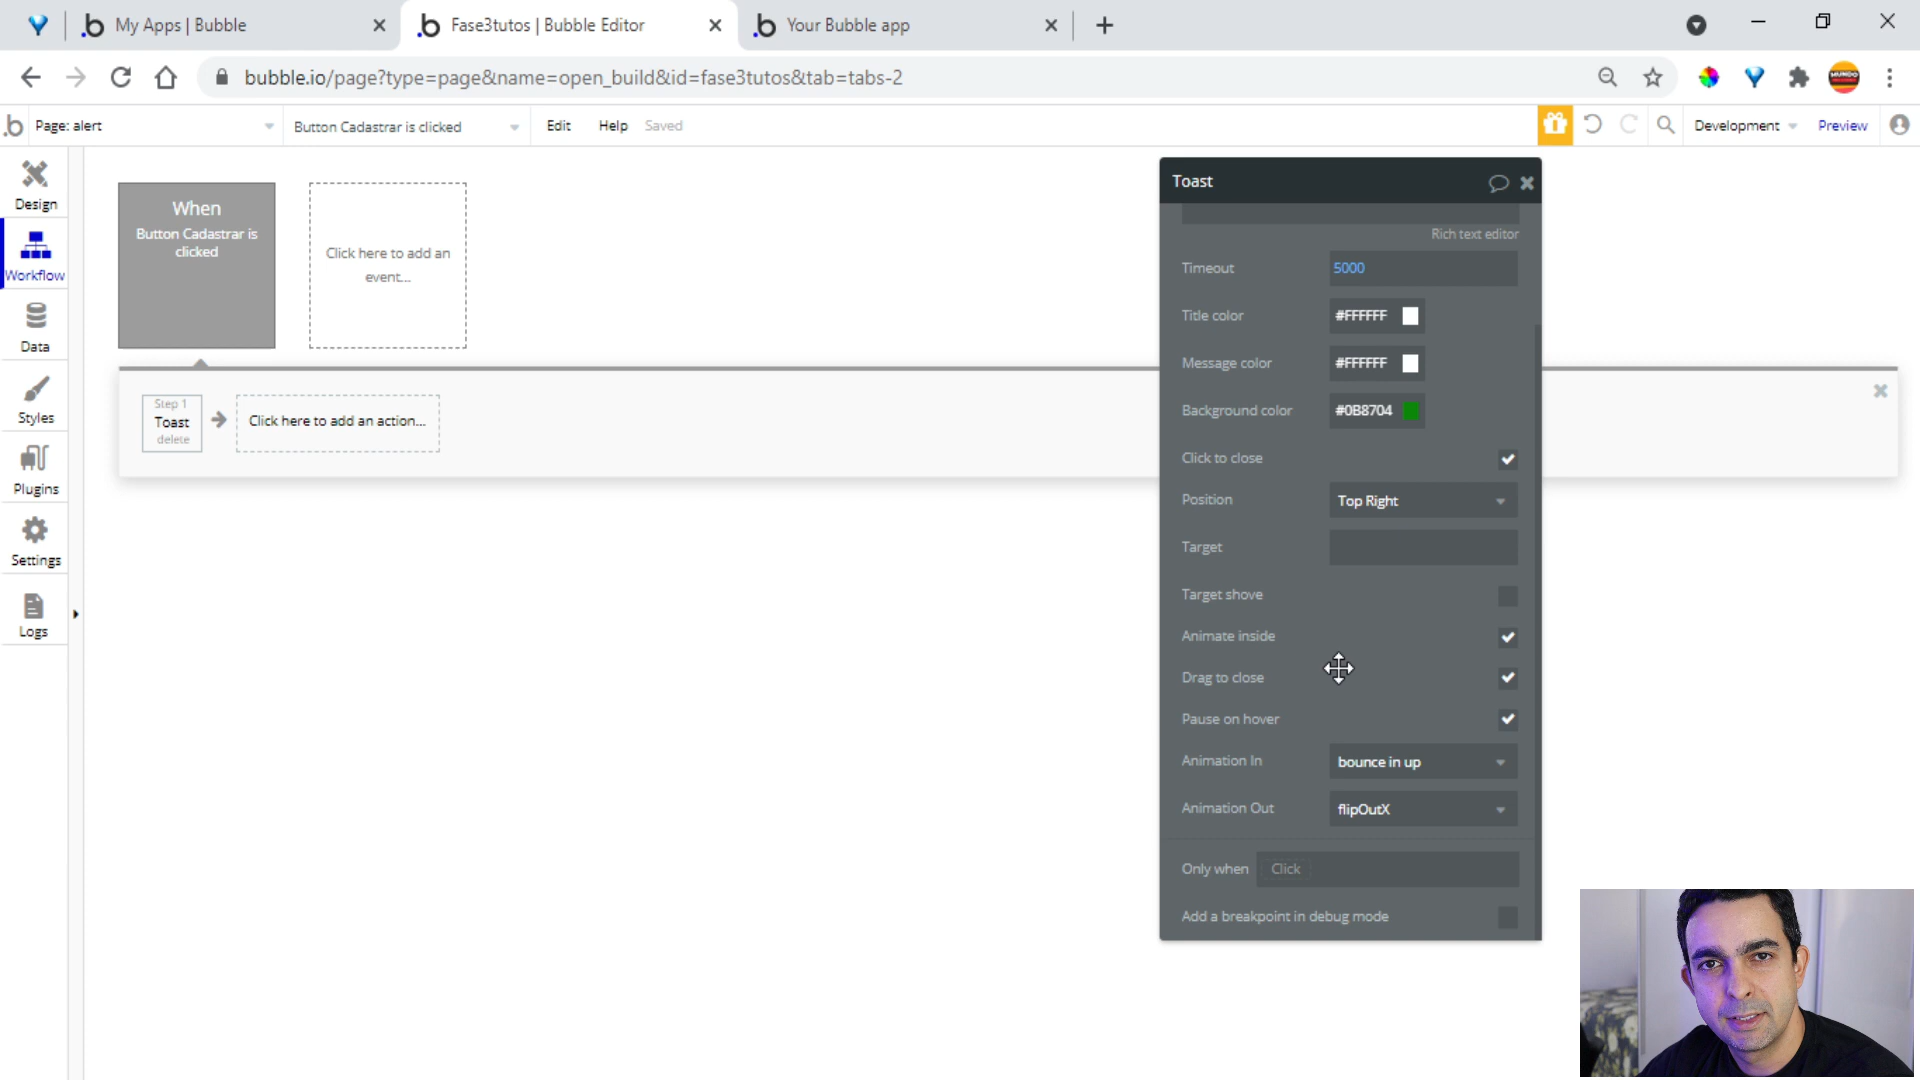 My Apps | Bubble
Fase3tutos | Bubble Editor
Your Bubble app
bubble.io/page?type=page&name=open_build&id=fase3tutos&tab=tabs-2
MUNDO
Page: alert
Button Cadastrar is clicked
Edit
Help
Saved
Development
Preview
Design
Workflow
Data
Styles
Plugins
Settings
Logs
When
Button Cadastrar is
clicked
Click here to add an
event...
Step 1
Toast
delete
Click here to add an action...
Toast
Rich text editor
Timeout
5000
Title color
#FFFFFF
Message color
#FFFFFF
Background color
#0B8704
Click to close
Position
Top Right
Target
Target shove
Animate inside
Drag to close
Pause on hover
Animation In
bounce in up
Animation Out
flipOutX
Only when
Click
Add a breakpoint in debug mode